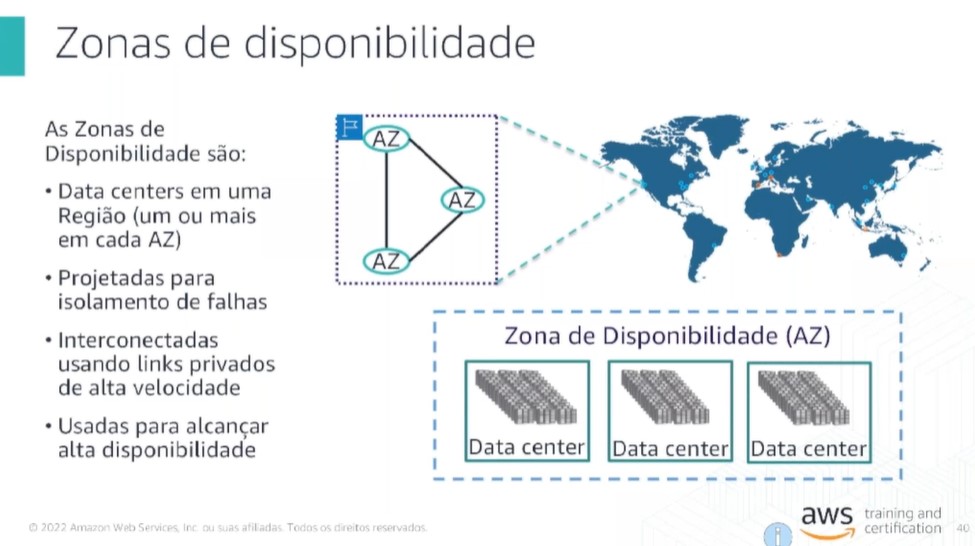 Zonas de disponibilidade
As Zonas de
Disponibilidade são:
• Data centers em uma
Região (um ou mais
em cada AZ)
• Projetadas para
isolamento de falhas
• Interconectadas
usando links privados
de alta velocidade
• Usadas para alcançar
alta disponibilidade
AZ
AZ
AZ
Zona de Disponibilidade (AZ)
Data center
Data center
Data center
© 2022 Amazon Web Services, Inc. ou suas afiliadas. Todos os direitos reservados.
aws training and
certification
40